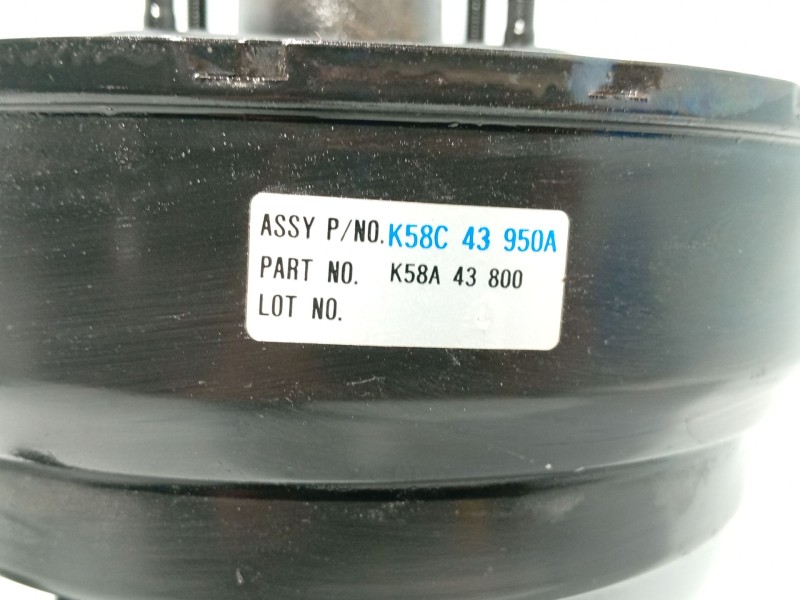 ASSY P/NO. K58C 43 950A
PART NO. K58A 43 800
LOT NO.